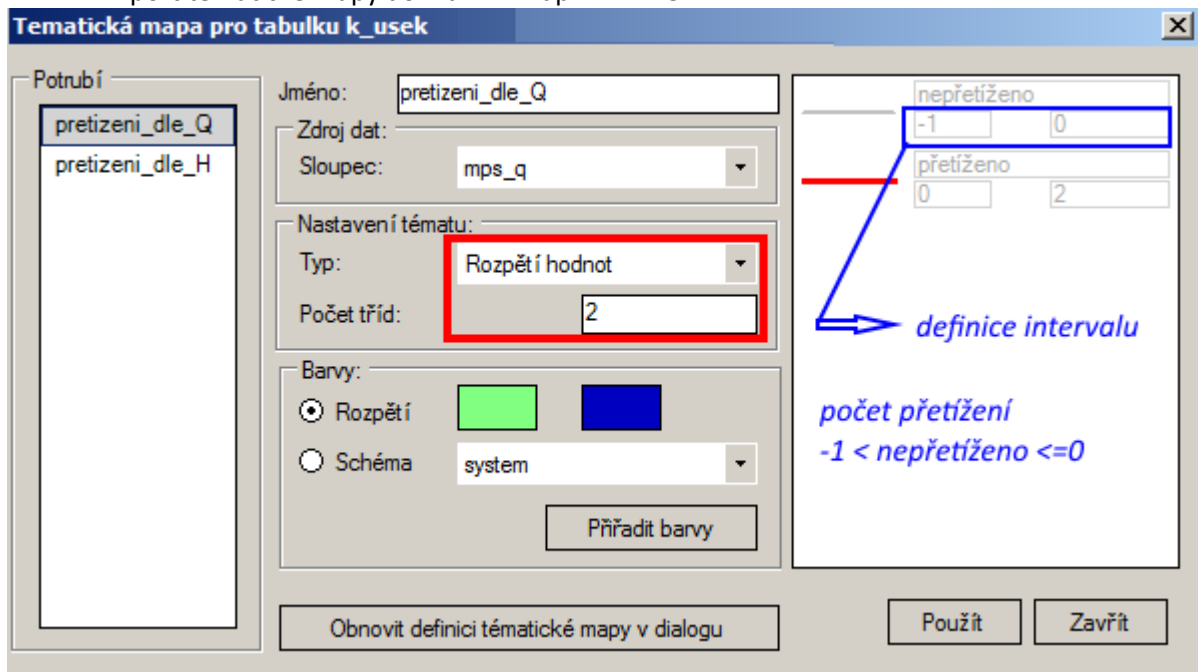 Tematická mapa pro tabulku k_usek
Potrubí
pretizeni_dle_Q
pretizeni_dle_H
Jméno: pretizeni_dle_Q
Zdroj dat:
Sloupec: mps_q
Nastavení tématu:
Typ: Rozpětí hodnot
Počet tříd: 2
Barvy:
Rozpětí
Schéma system
Přiřadit barvy
Obnovit definici tématické mapy v dialogu
nepřetíženo
-1 0
přetíženo
0 2
definice intervalu
počet přetížení
-1 < nepřetíženo <=0
Použít Zavřít